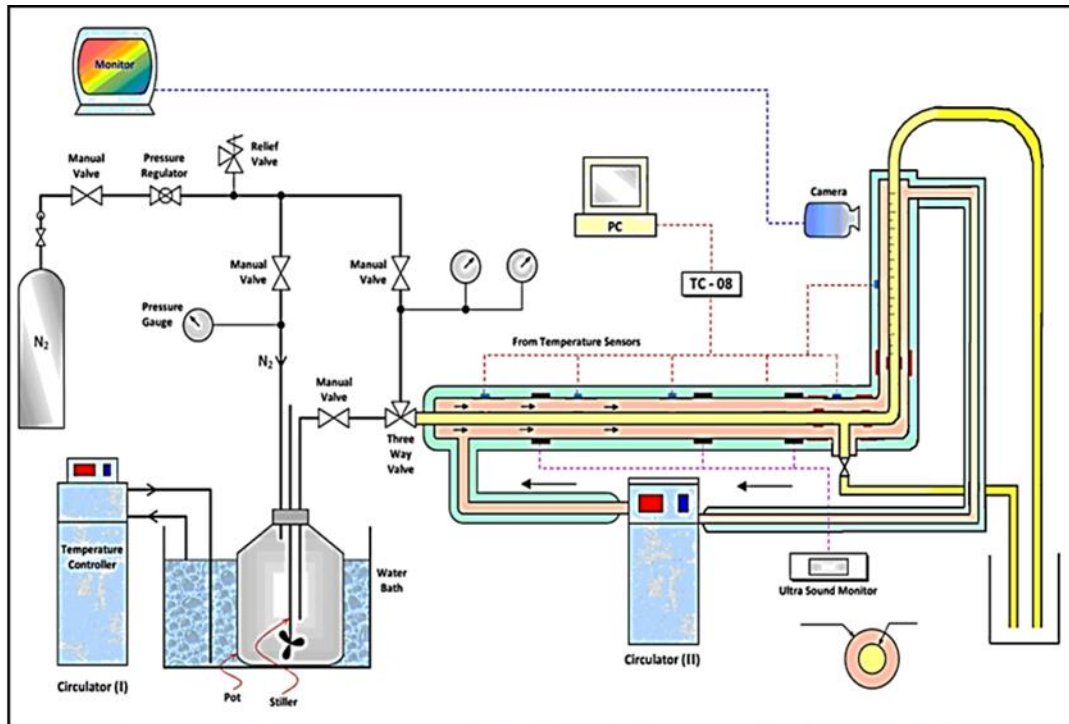 Monitor
Relief
Valve
Manual
Valve
Pressure
Regulator
Camera
PC
Manual
Valve
Manual
Valve
TC - 08
Pressure
Gauge
N2
N2
From Temperature Sensors
Manual
Valve
Three
Way
Valve
Temperature
Controller
Water
Bath
Ultra Sound Monitor
Circulator (I)
Pot
Stiller
Circulator (II)